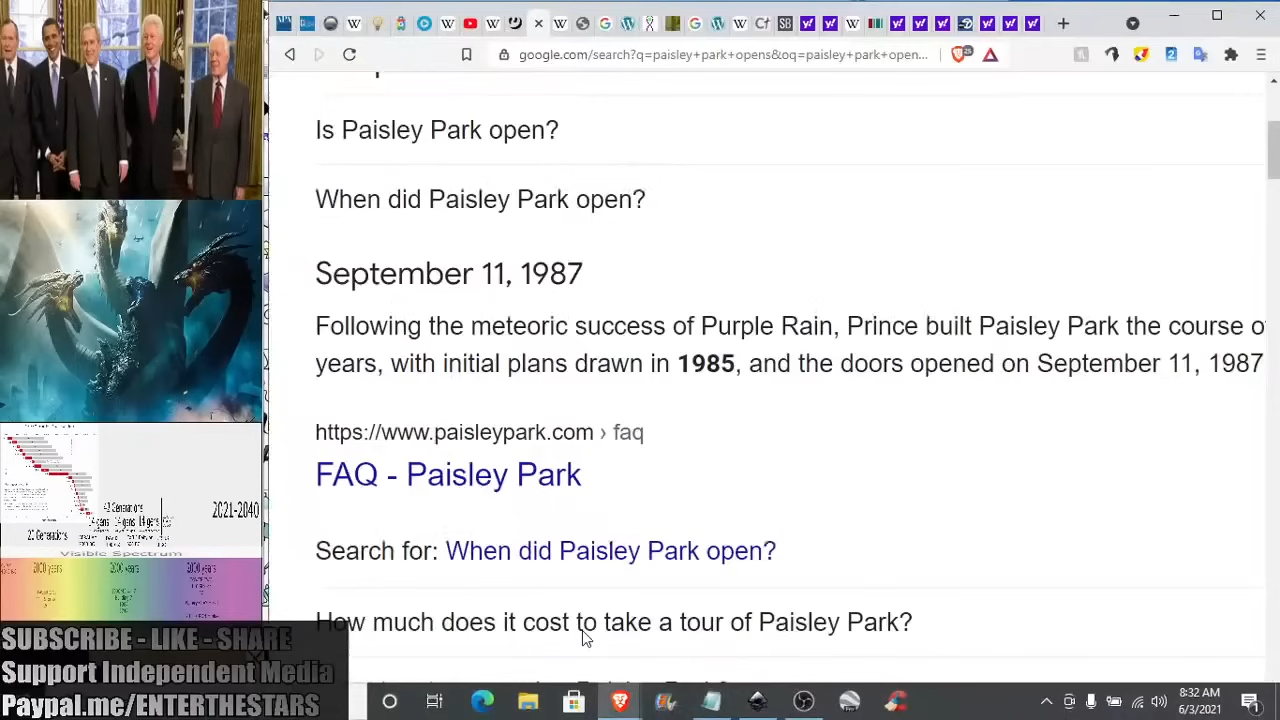 google.com/search?q=paisley+park+opens&oq=paisley+park+open...
Is Paisley Park open?
When did Paisley Park open?
September 11, 1987
Following the meteoric success of Purple Rain, Prince built Paisley Park the course o
years, with initial plans drawn in 1985, and the doors opened on September 11, 1987
https://www.paisleypark.com › faq
FAQ - Paisley Park
Search for: When did Paisley Park open?
How much does it cost to take a tour of Paisley Park?
2021-2040
Visible Spectrum
SUBSCRIBE - LIKE - SHARE
Support Independent Media
Paypal.me/ENTERTHESTARS
8:32 AM
6/3/2021